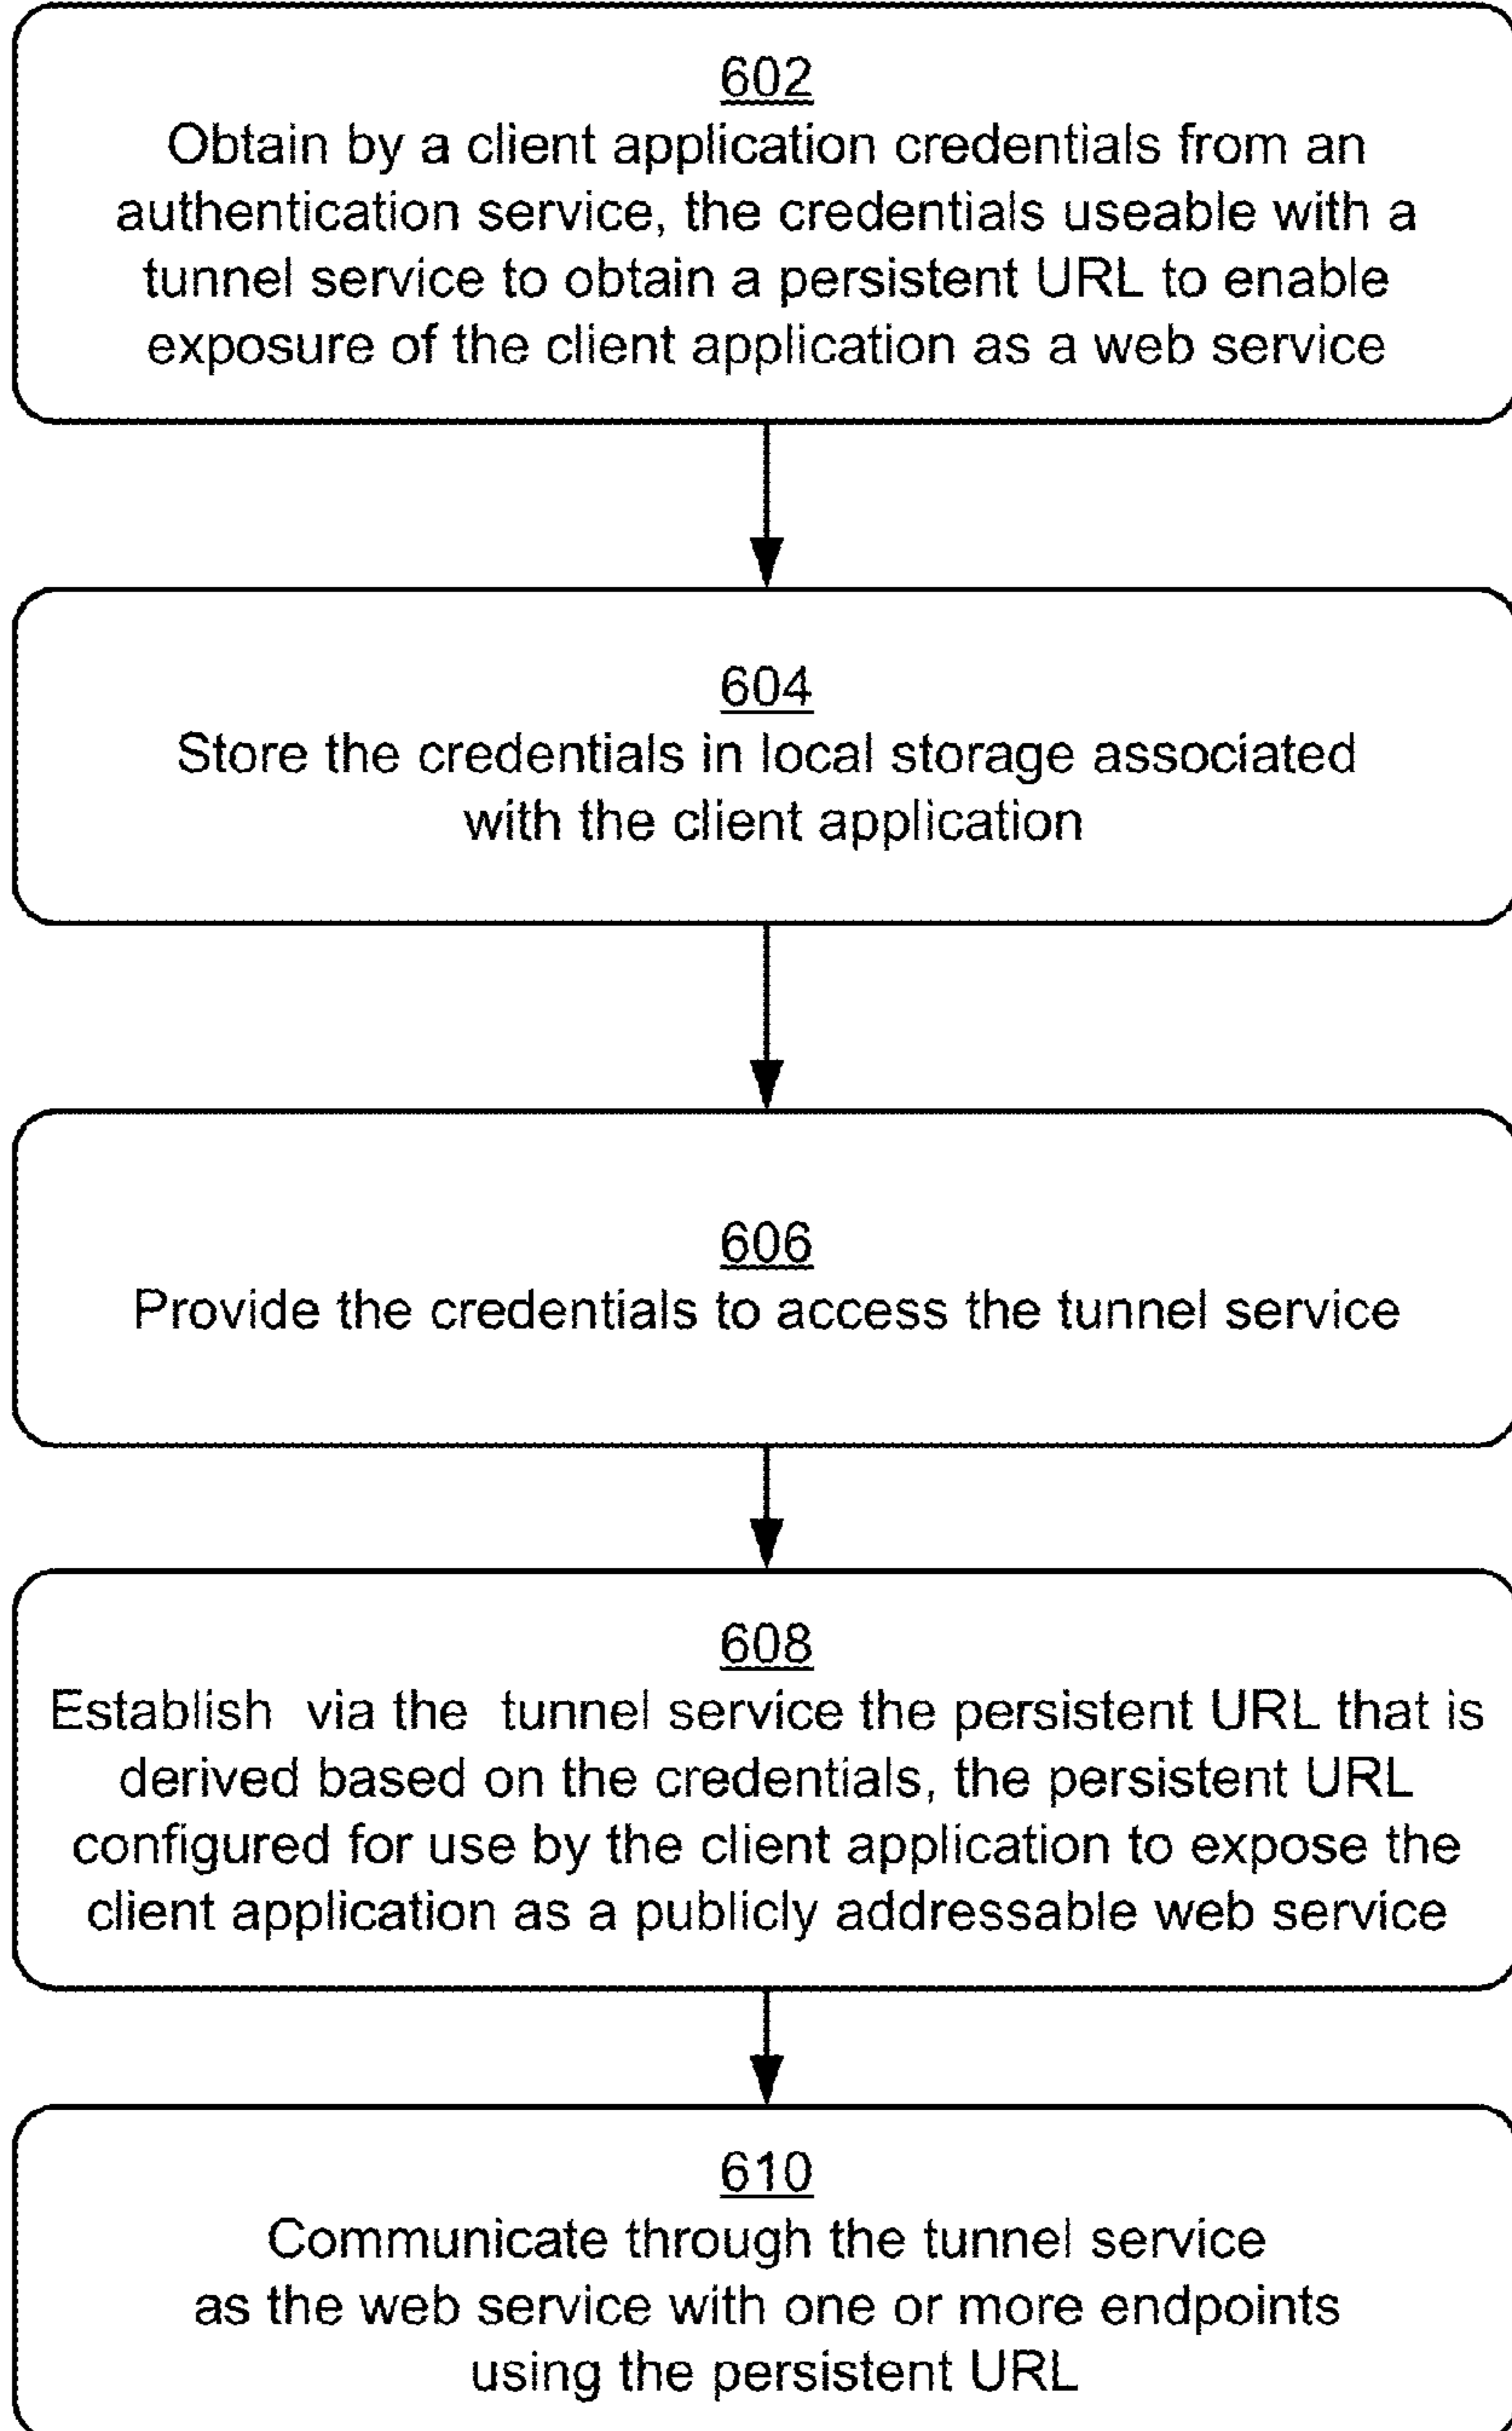 602
Obtain by a client application credentials from an
authentication service, the credentials useable with a
tunnel service to obtain a persistent URL to enable
exposure of the client application as a web service
604
Store the credentials in local storage associated
with the client application
606
Provide the credentials to access the tunnel service
608
Establish via the tunnel service the persistent URL that is
derived based on the credentials, the persistent URL
configured for use by the client application to expose the
client application as a publicly addressable web service
610
Communicate through the tunnel service
as the web service with one or more endpoints
using the persistent URL